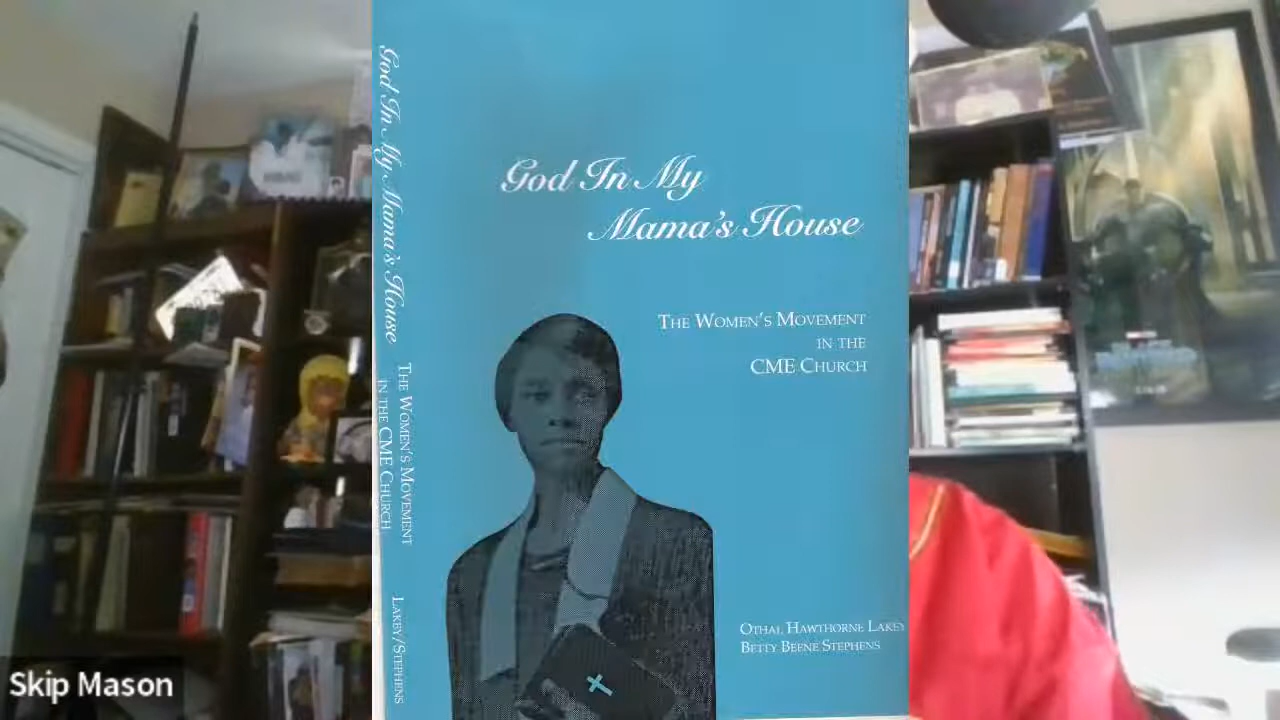 God In My Mama's House
The Women's Movement
in the CME Church
Lakey/Stephens
God In My
Mama's House
The Women's Movement
in the
CME Church
Othal Hawthorne Lakey
Betty Beene Stephens
Skip Mason